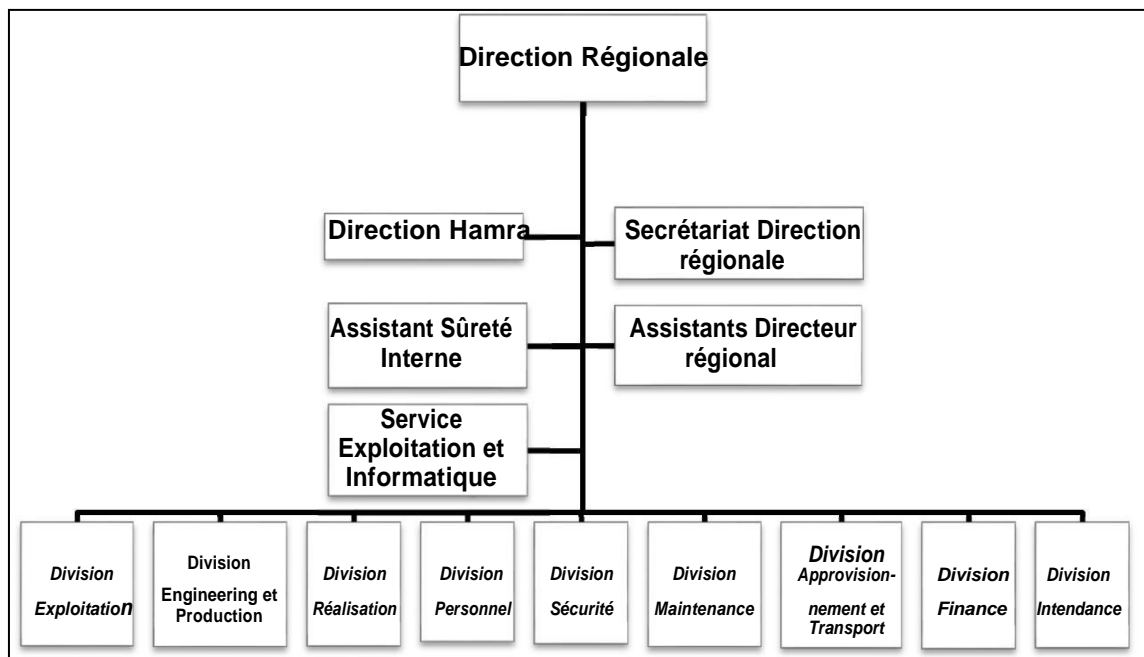 Direction Régionale
Direction Hamra
Secrétariat Direction
régionale
Assistant Sûreté
Interne
Assistants Directeur
régional
Service
Exploitation et
Informatique
Division
Exploitation
Division
Engineering et
Production
Division
Réalisation
Division
Personnel
Division
Sécurité
Division
Maintenance
Division
Approvision-
nement et
Transport
Division
Finance
Division
Intendance